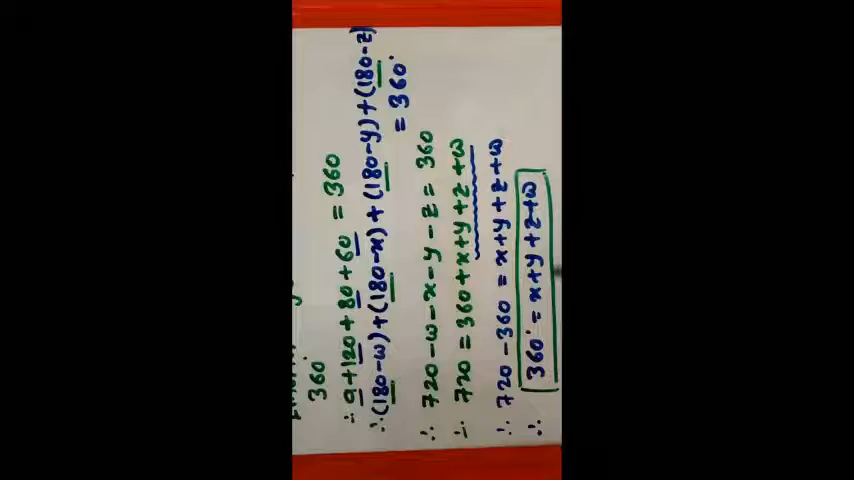 360°
∴ a+120+80+60 = 360
∴ (180-w)+(180-x)+(180-y)+(180-z)
= 360°
∴ 720-w-x-y-z = 360
∴ 720 = 360+x+y+z+w
∴ 720-360 = x+y+z+w
∴ 360° = x+y+z+w